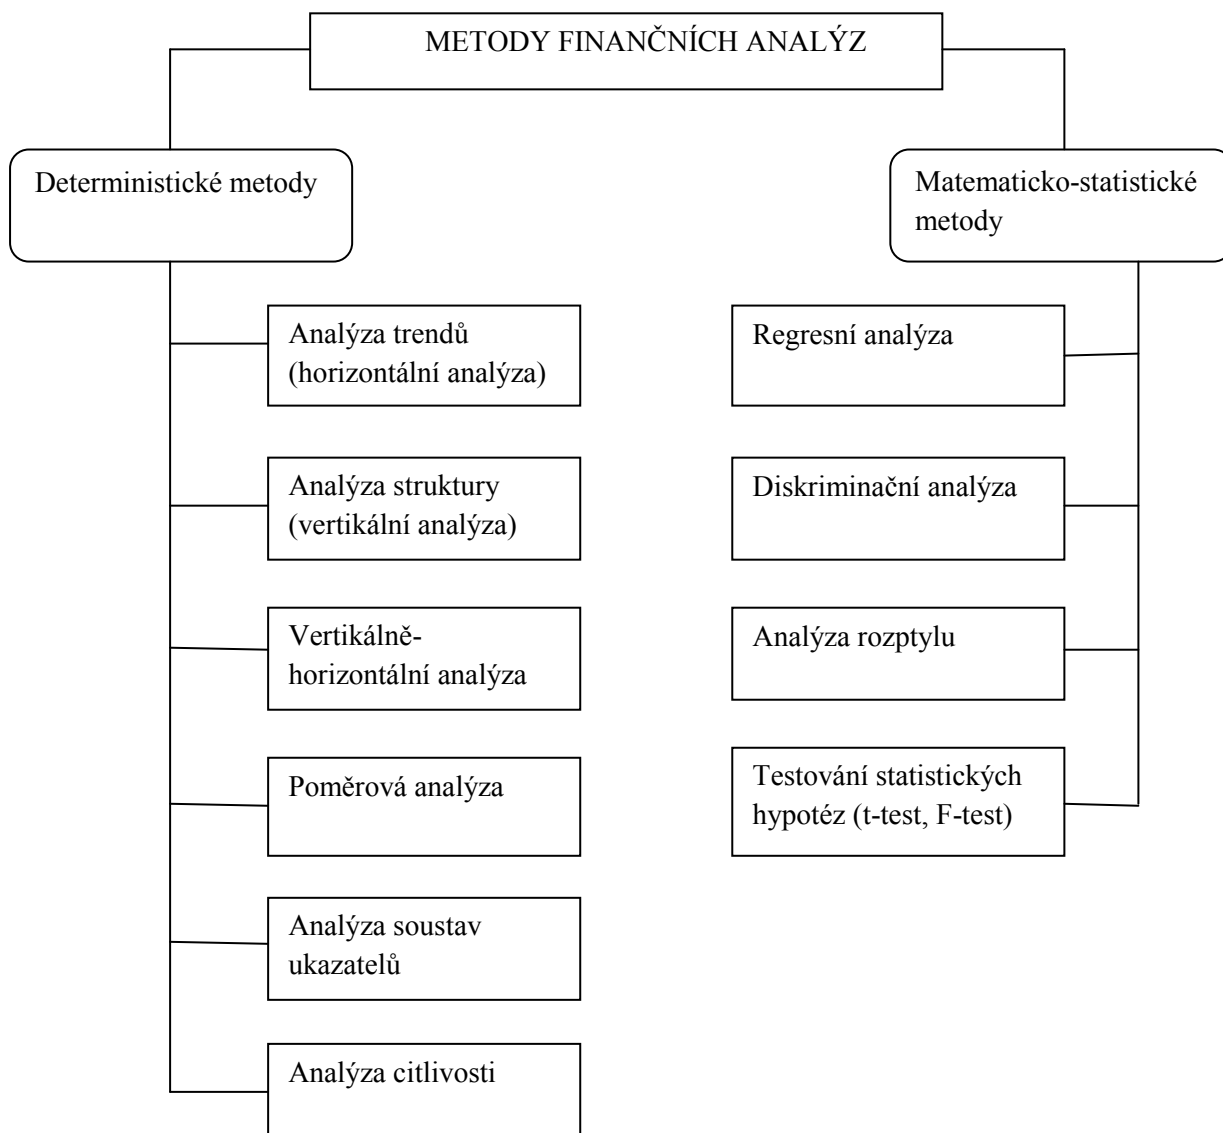 METODY FINANČNÍCH ANALÝZ
Deterministické metody
Matematicko-statistické
metody
Analýza trendů
(horizontální analýza)
Analýza struktury
(vertikální analýza)
Vertikálně-
horizontální analýza
Poměrová analýza
Analýza soustav
ukazatelů
Analýza citlivosti
Regresní analýza
Diskriminační analýza
Analýza rozptylu
Testování statistických
hypotéz (t-test, F-test)